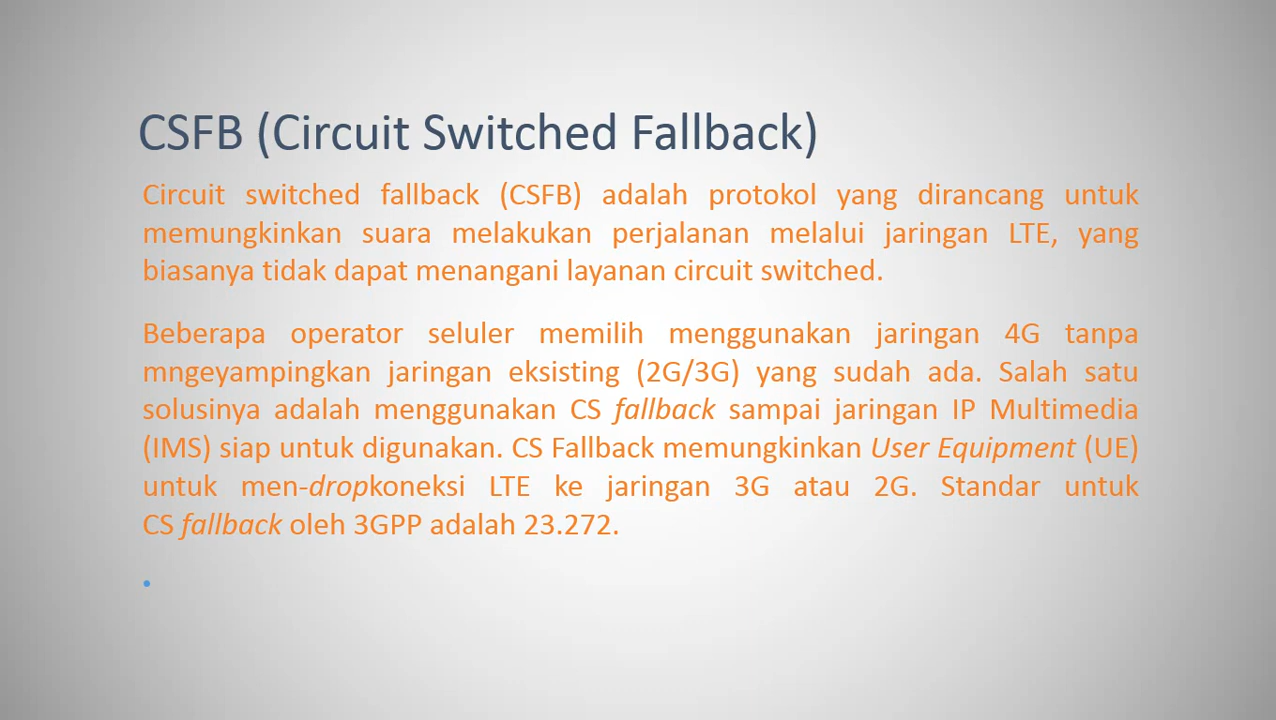 CSFB (Circuit Switched Fallback)
Circuit switched fallback (CSFB) adalah protokol yang dirancang untuk
memungkinkan suara melakukan perjalanan melalui jaringan LTE, yang
biasanya tidak dapat menangani layanan circuit switched.
Beberapa operator seluler memilih menggunakan jaringan 4G tanpa
mngeyampingkan jaringan eksisting (2G/3G) yang sudah ada. Salah satu
solusinya adalah menggunakan CS fallback sampai jaringan IP Multimedia
(IMS) siap untuk digunakan. CS Fallback memungkinkan User Equipment (UE)
untuk men-dropkoneksi LTE ke jaringan 3G atau 2G. Standar untuk
CS fallback oleh 3GPP adalah 23.272.